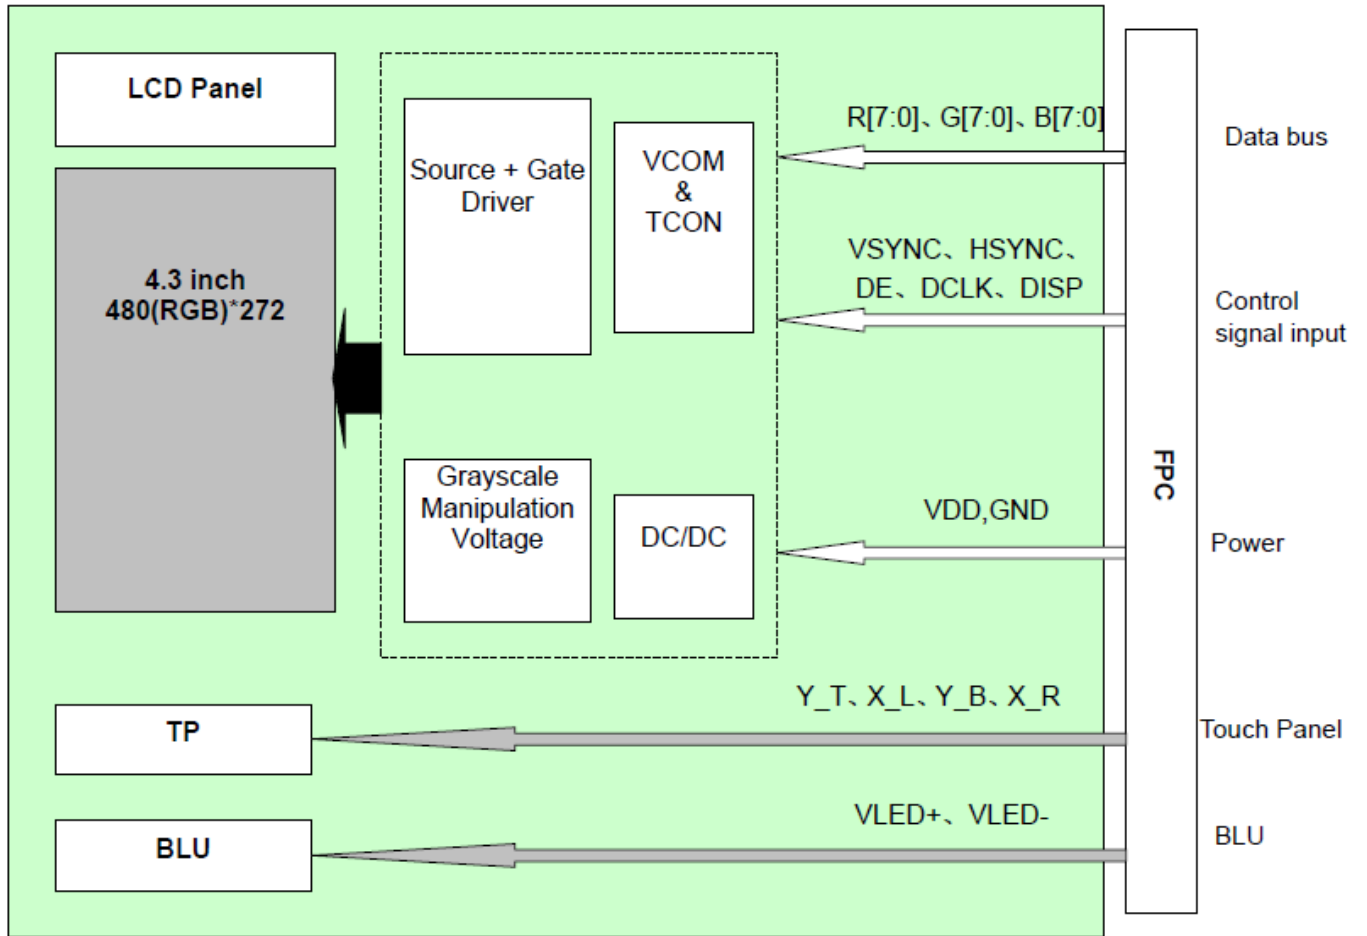 LCD Panel
4.3 inch
480(RGB)*272
Source + Gate
Driver
VCOM
&
TCON
Grayscale
Manipulation
Voltage
DC/DC
R[7:0]、G[7:0]、B[7:0]
Data bus
VSYNC、HSYNC、
DE、DCLK、DISP
Control
signal input
FPC
VDD,GND
Power
TP
Y_T、X_L、Y_B、X_R
Touch Panel
BLU
VLED+、VLED-
BLU